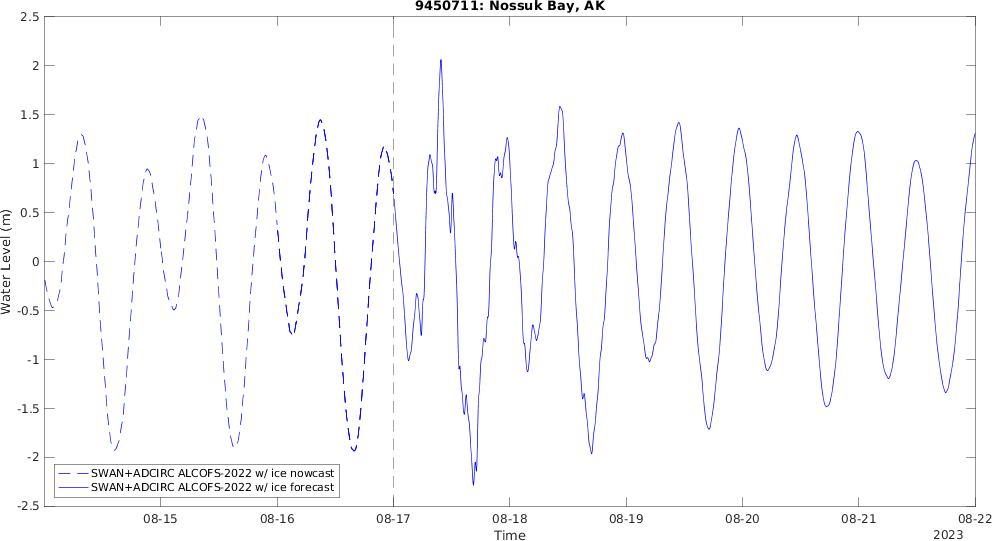 9450711: Nossuk Bay, AK
2.5
2
1.5
1
0.5
0
-0.5
-1
-1.5
-2
-2.5
Water Level (m)
SWAN+ADCIRC ALCOFS-2022 w/ ice nowcast
SWAN+ADCIRC ALCOFS-2022 w/ ice forecast
08-15 08-16 08-17 08-18 08-19 08-20 08-21 08-22
Time
2023